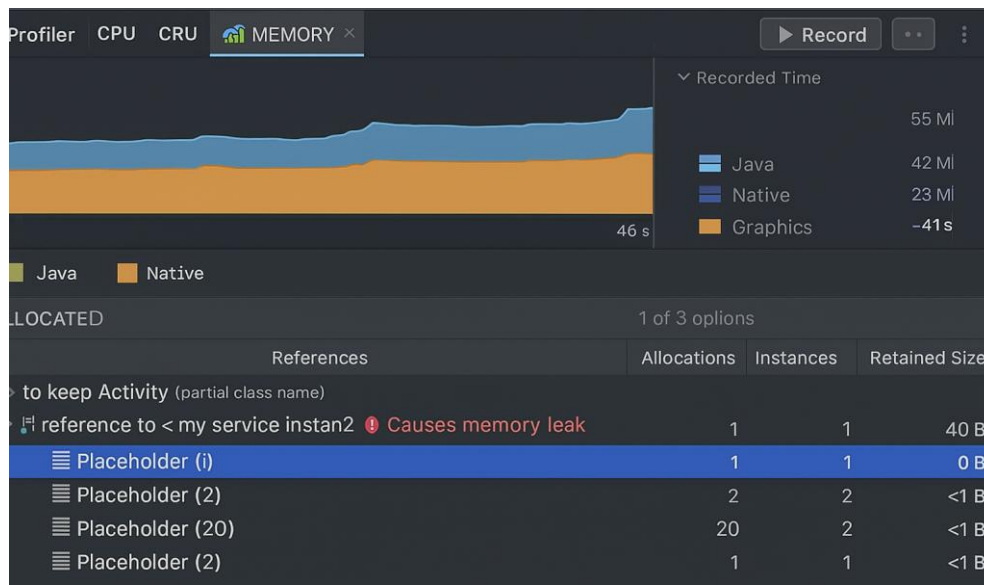 Profiler CPU CRU MEMORY × Record
Recorded Time
55 Mi
Java 42 Mi
Native 23 Mi
46 s Graphics -41s
Java Native
LLOCATED 1 of 3 oplions
References Allocations Instances Retained Size
to keep Activity (partial class name)
reference to < my service instan2 Causes memory leak 1 1 40 B
Placeholder (i) 1 1 0 B
Placeholder (2) 2 2 <1 B
Placeholder (20) 20 2 <1 B
Placeholder (2) 1 1 <1 B